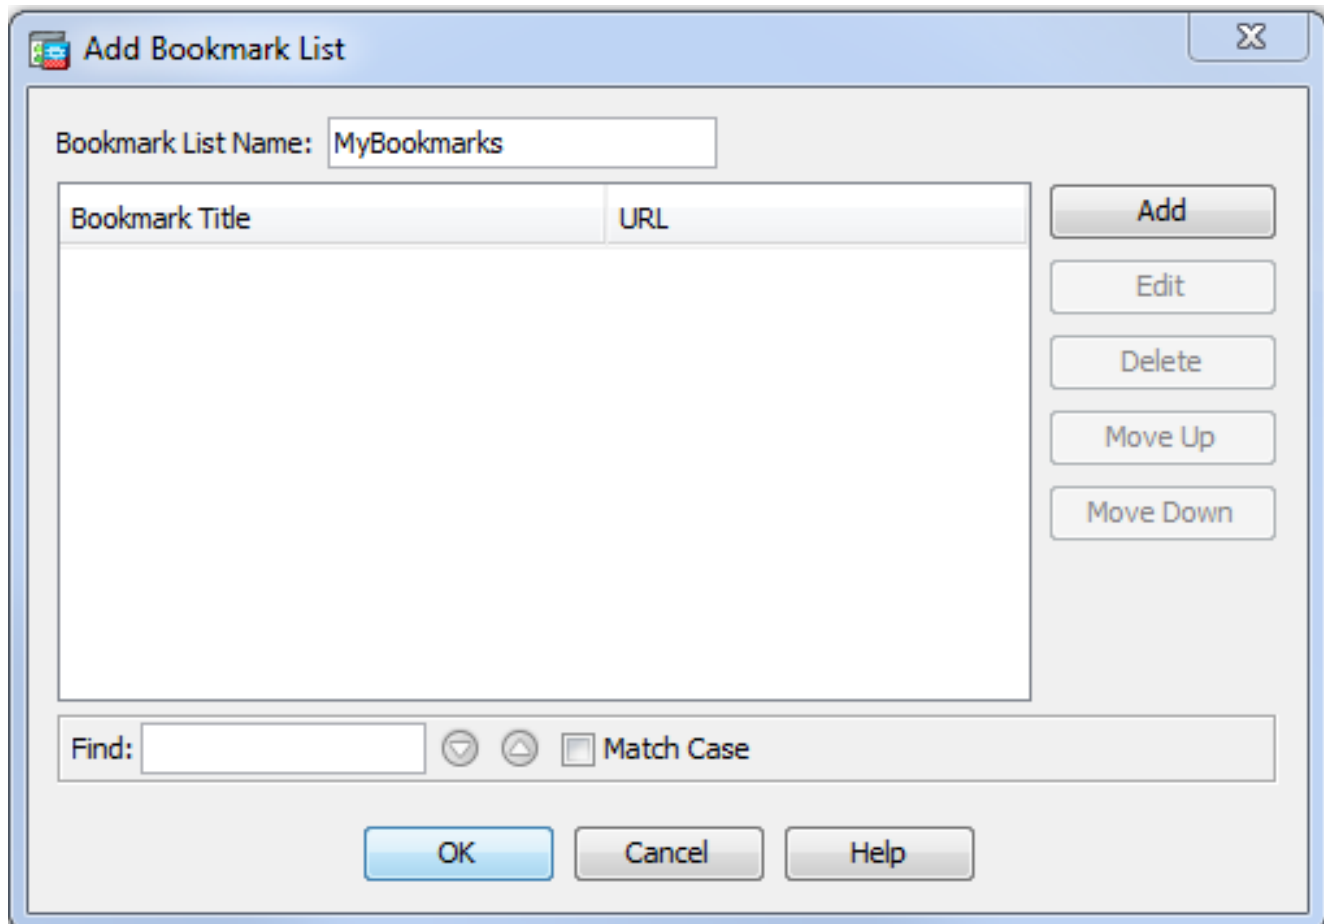 Add Bookmark List
Bookmark List Name: MyBookmarks
Bookmark Title URL
Add
Edit
Delete
Move Up
Move Down
Find: Match Case
OK Cancel Help